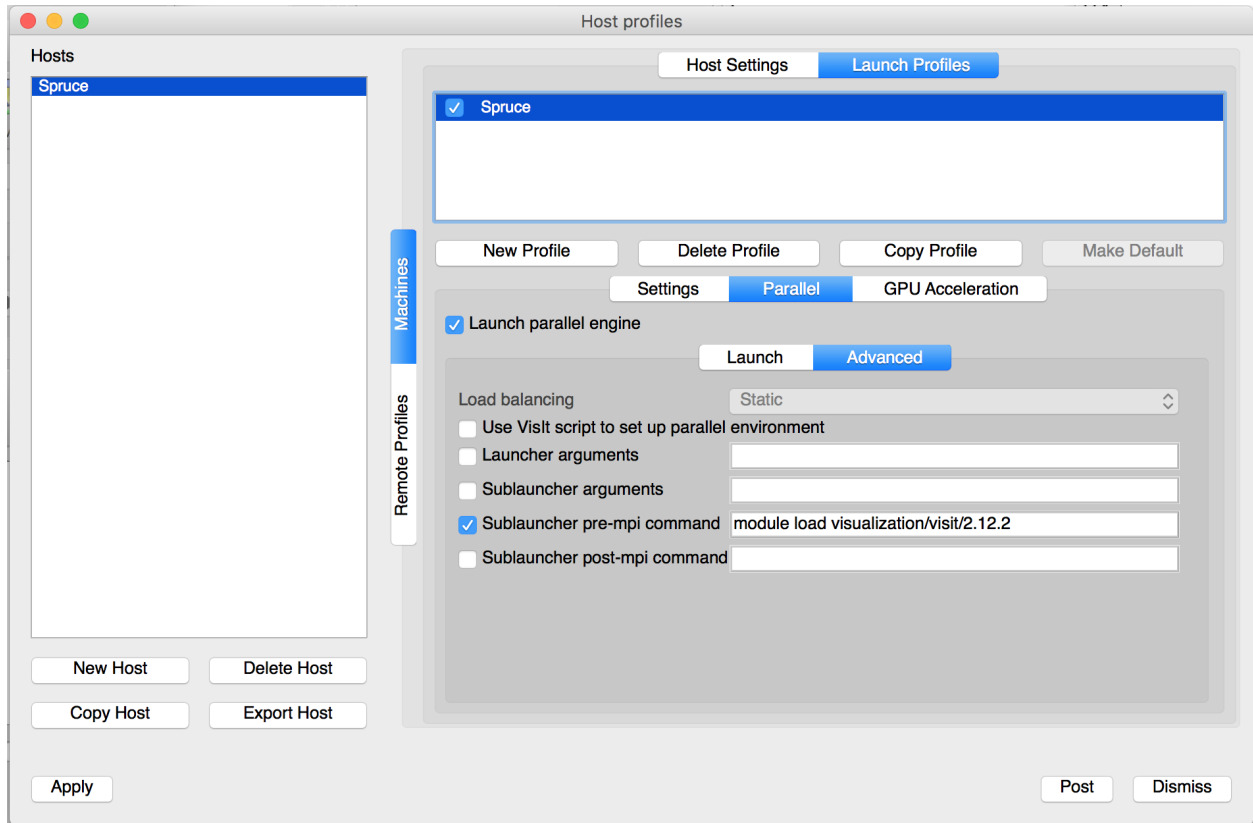 Host profiles
Hosts
Spruce
Host Settings
Launch Profiles
Spruce
New Profile
Delete Profile
Copy Profile
Make Default
Machines
Remote Profiles
Settings
Parallel
GPU Acceleration
Launch parallel engine
Launch
Advanced
Load balancing
Static
Use VisIt script to set up parallel environment
Launcher arguments
Sublauncher arguments
Sublauncher pre-mpi command
module load visualization/visit/2.12.2
Sublauncher post-mpi command
New Host
Delete Host
Copy Host
Export Host
Apply
Post
Dismiss